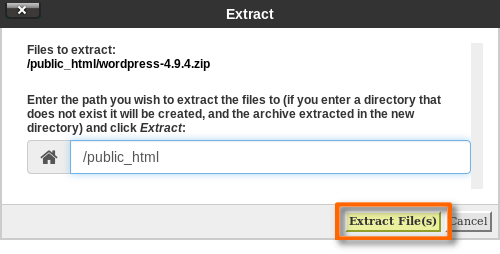 Extract
Files to extract:
/public_html/wordpress-4.9.4.zip
Enter the path you wish to extract the files to (if you enter a directory that
does not exist it will be created, and the archive extracted in the new
directory) and click Extract:
/public_html
Extract File(s) Cancel